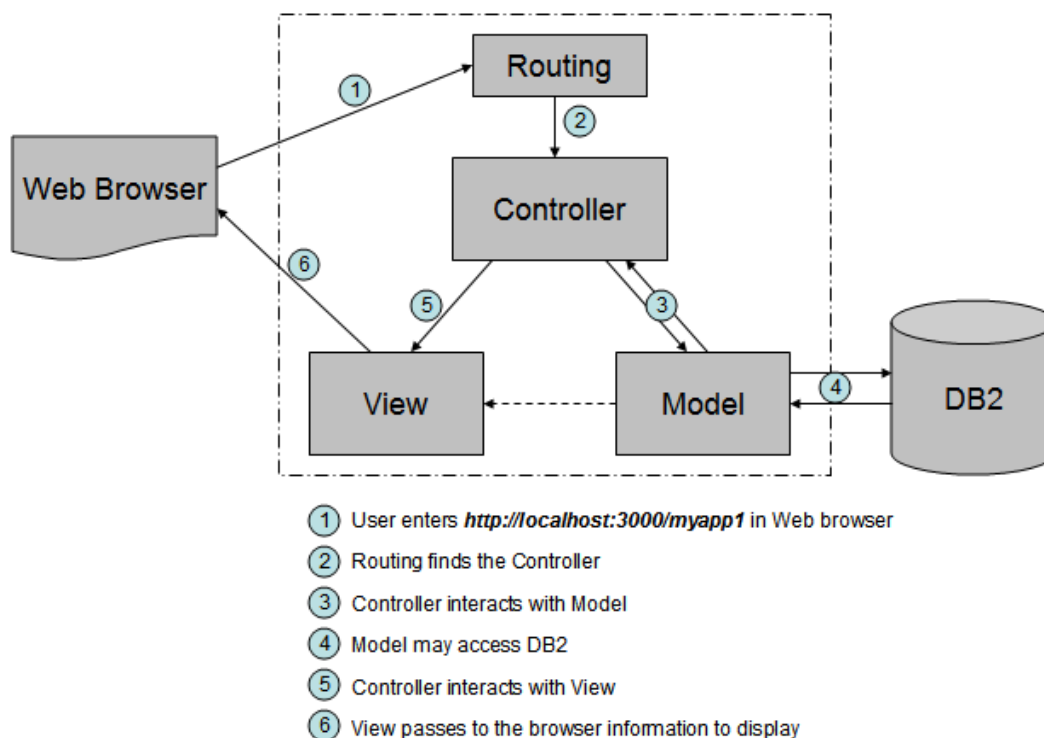 Routing
1
2
Web Browser
Controller
6
5
3
View
Model
4
DB2
1 User enters http://localhost:3000/myapp1 in Web browser
2 Routing finds the Controller
3 Controller interacts with Model
4 Model may access DB2
5 Controller interacts with View
6 View passes to the browser information to display